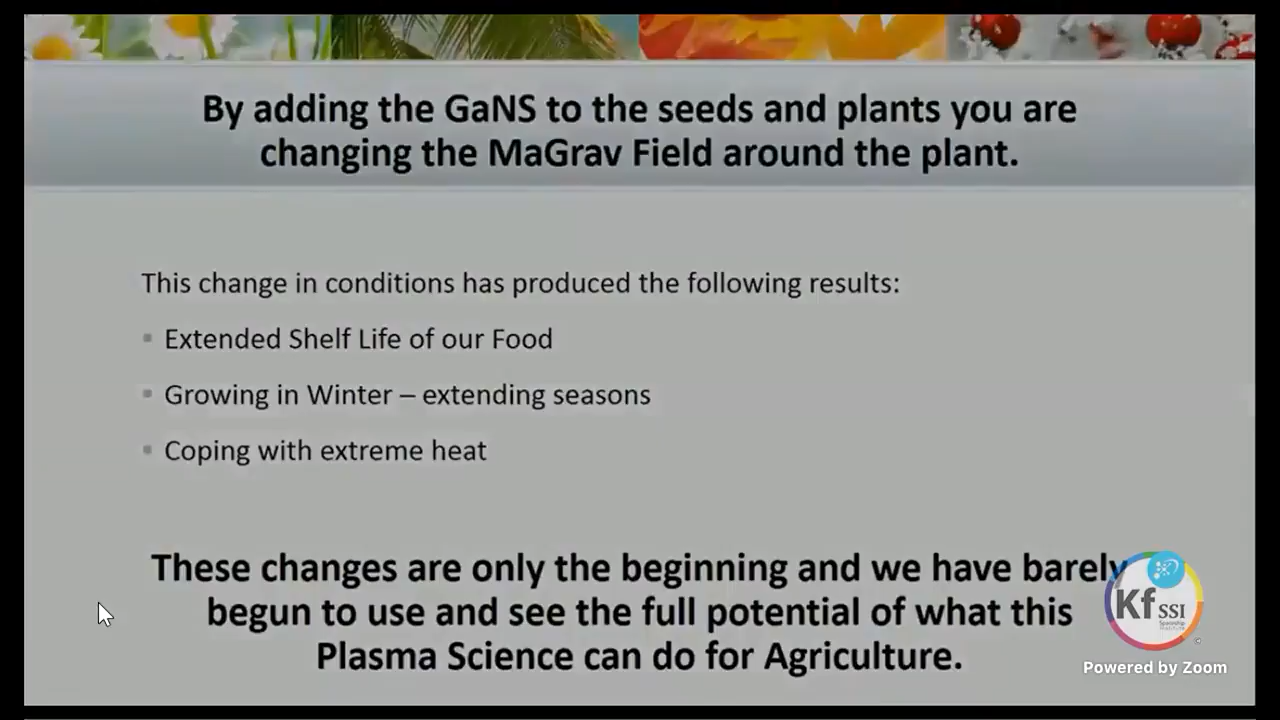 By adding the GaNS to the seeds and plants you are
changing the MaGrav Field around the plant.
This change in conditions has produced the following results:
Extended Shelf Life of our Food
Growing in Winter – extending seasons
Coping with extreme heat
These changes are only the beginning and we have barely
begun to use and see the full potential of what this
Plasma Science can do for Agriculture.
Kf SSI
Spaceship
Institute
Powered by Zoom